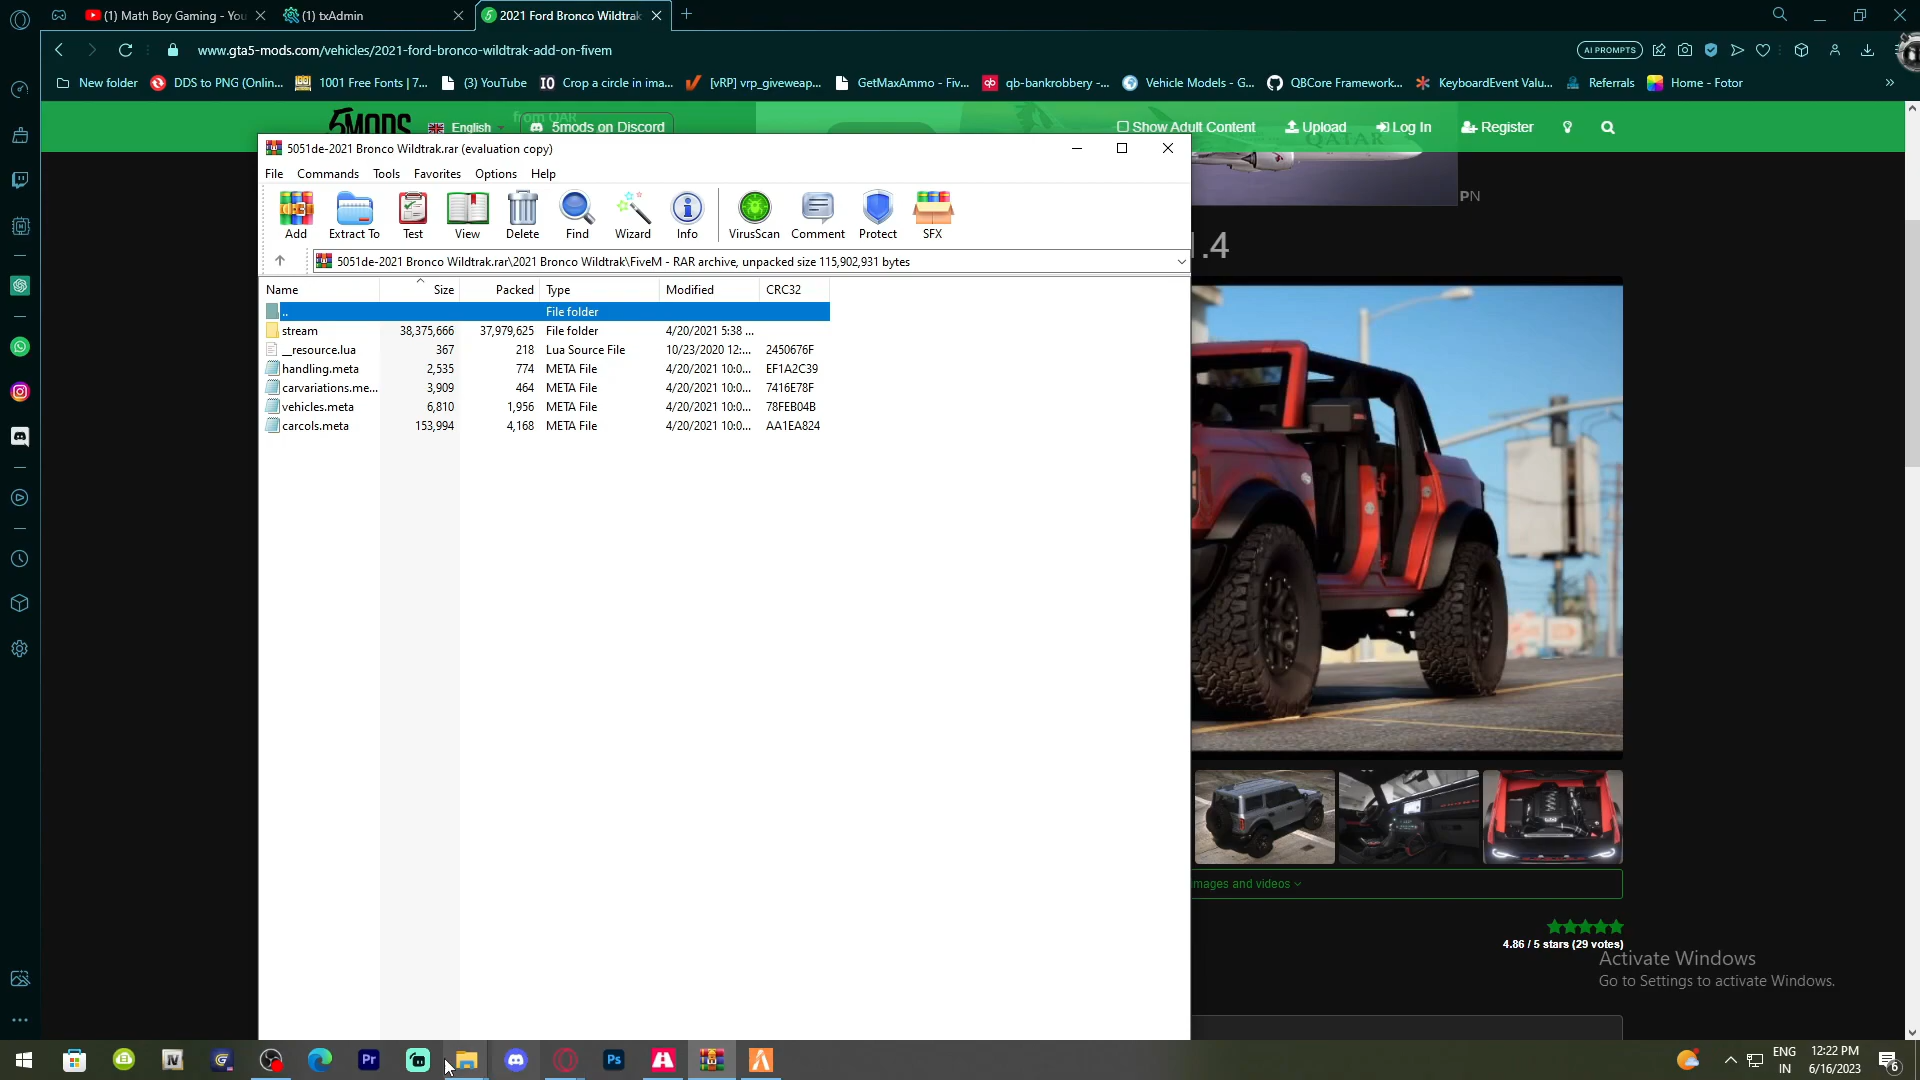 (1) Math Boy Gaming - You
(1) txAdmin
2021 Ford Bronco Wildtrak
www.gta5-mods.com/vehicles/2021-ford-bronco-wildtrak-add-on-fivem
AI PROMPTS
New folder
DDS to PNG (Onlin...
1001 Free Fonts | 7...
(3) YouTube
Crop a circle in ima...
[vRP] vrp_giveweap...
GetMaxAmmo - Fiv...
qb-bankrobbery -...
Vehicle Models - G...
QBCore Framework...
KeyboardEvent Valu...
Referrals
Home - Fotor
5MODS
English
from QAR
5mods on Discord
Show Adult Content
Upload
Log In
Register
QATAR
PN
1.4
5051de-2021 Bronco Wildtrak.rar (evaluation copy)
File Commands Tools Favorites Options Help
Add Extract To Test View Delete Find Wizard Info VirusScan Comment Protect SFX
5051de-2021 Bronco Wildtrak.rar\2021 Bronco Wildtrak\FiveM - RAR archive, unpacked size 115,902,931 bytes
Name Size Packed Type Modified CRC32
.. File folder
stream 38,375,666 37,979,625 File folder 4/20/2021 5:38 ...
__resource.lua 367 218 Lua Source File 10/23/2020 12:... 2450676F
handling.meta 2,535 774 META File 4/20/2021 10:0... EF1A2C39
carvariations.me... 3,909 464 META File 4/20/2021 10:0... 7416E78F
vehicles.meta 6,810 1,956 META File 4/20/2021 10:0... 78FEB04B
carcols.meta 153,994 4,168 META File 4/20/2021 10:0... AA1EA824
images and videos
4.86 / 5 stars (29 votes)
Activate Windows
Go to Settings to activate Windows.
Pr
Ps
ENG
IN
12:22 PM
6/16/2023
6